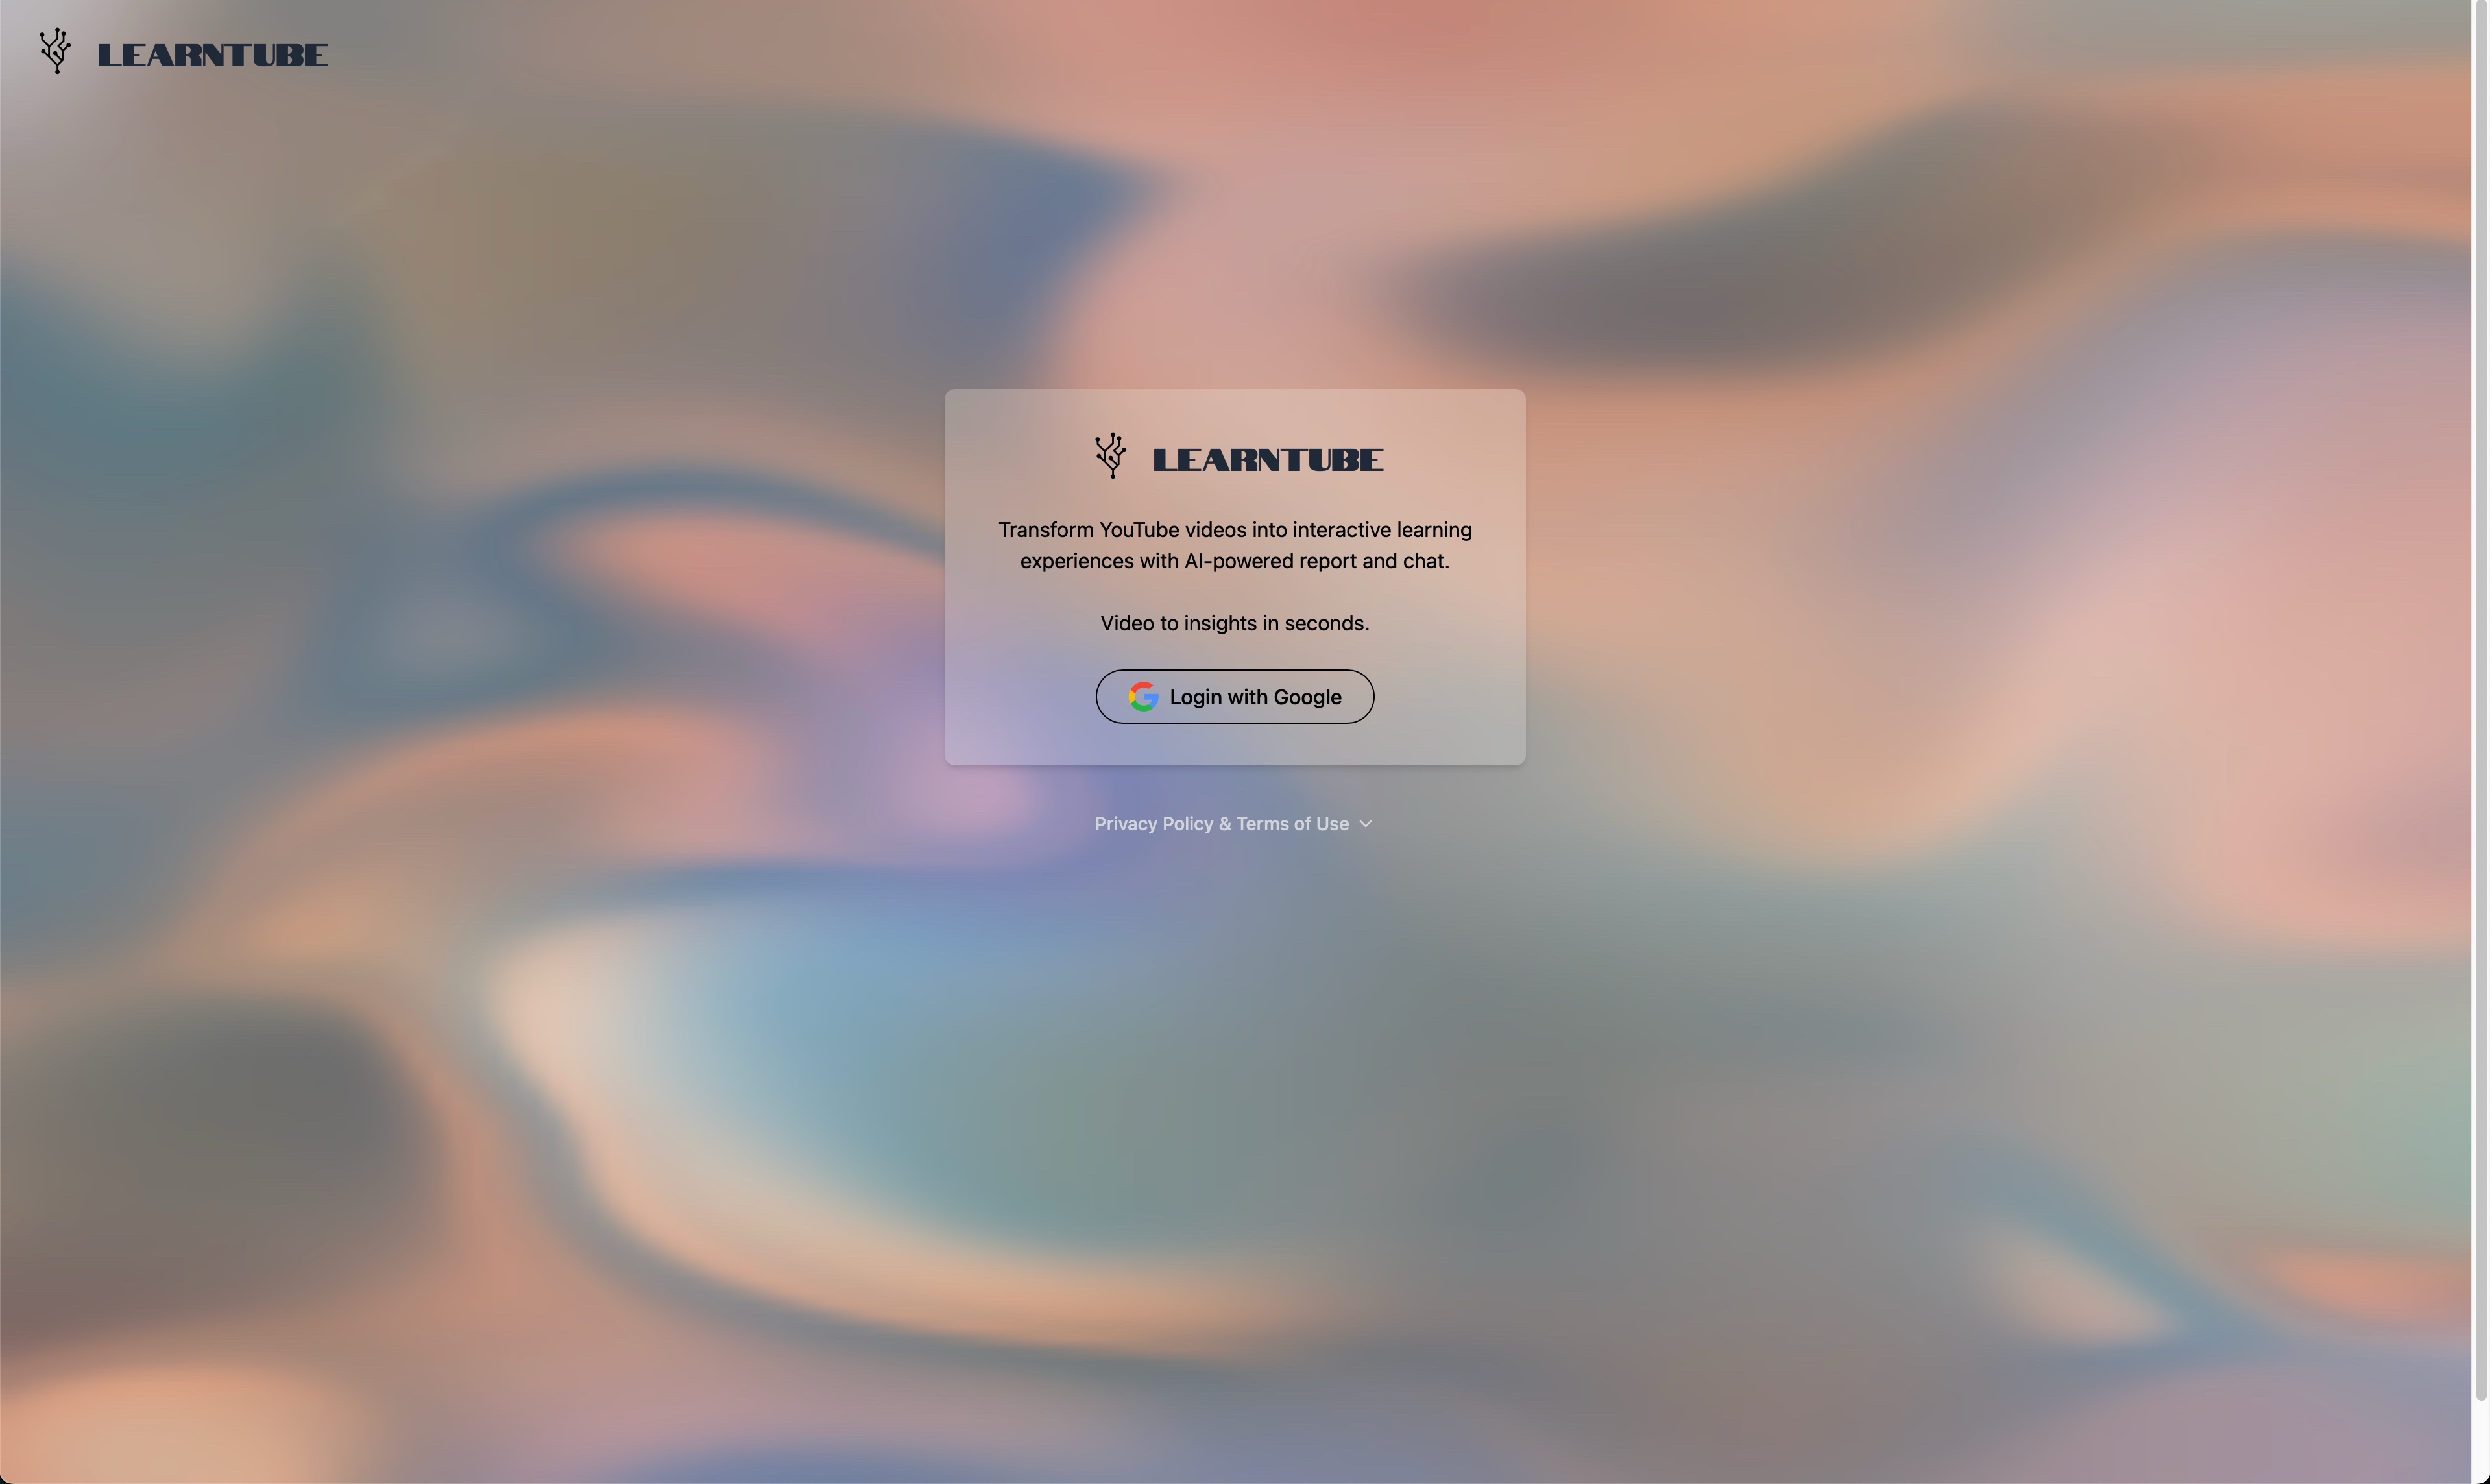 LEARNTUBE
LEARNTUBE
Transform YouTube videos into interactive learning
experiences with AI-powered report and chat.
Video to insights in seconds.
Login with Google
Privacy Policy & Terms of Use